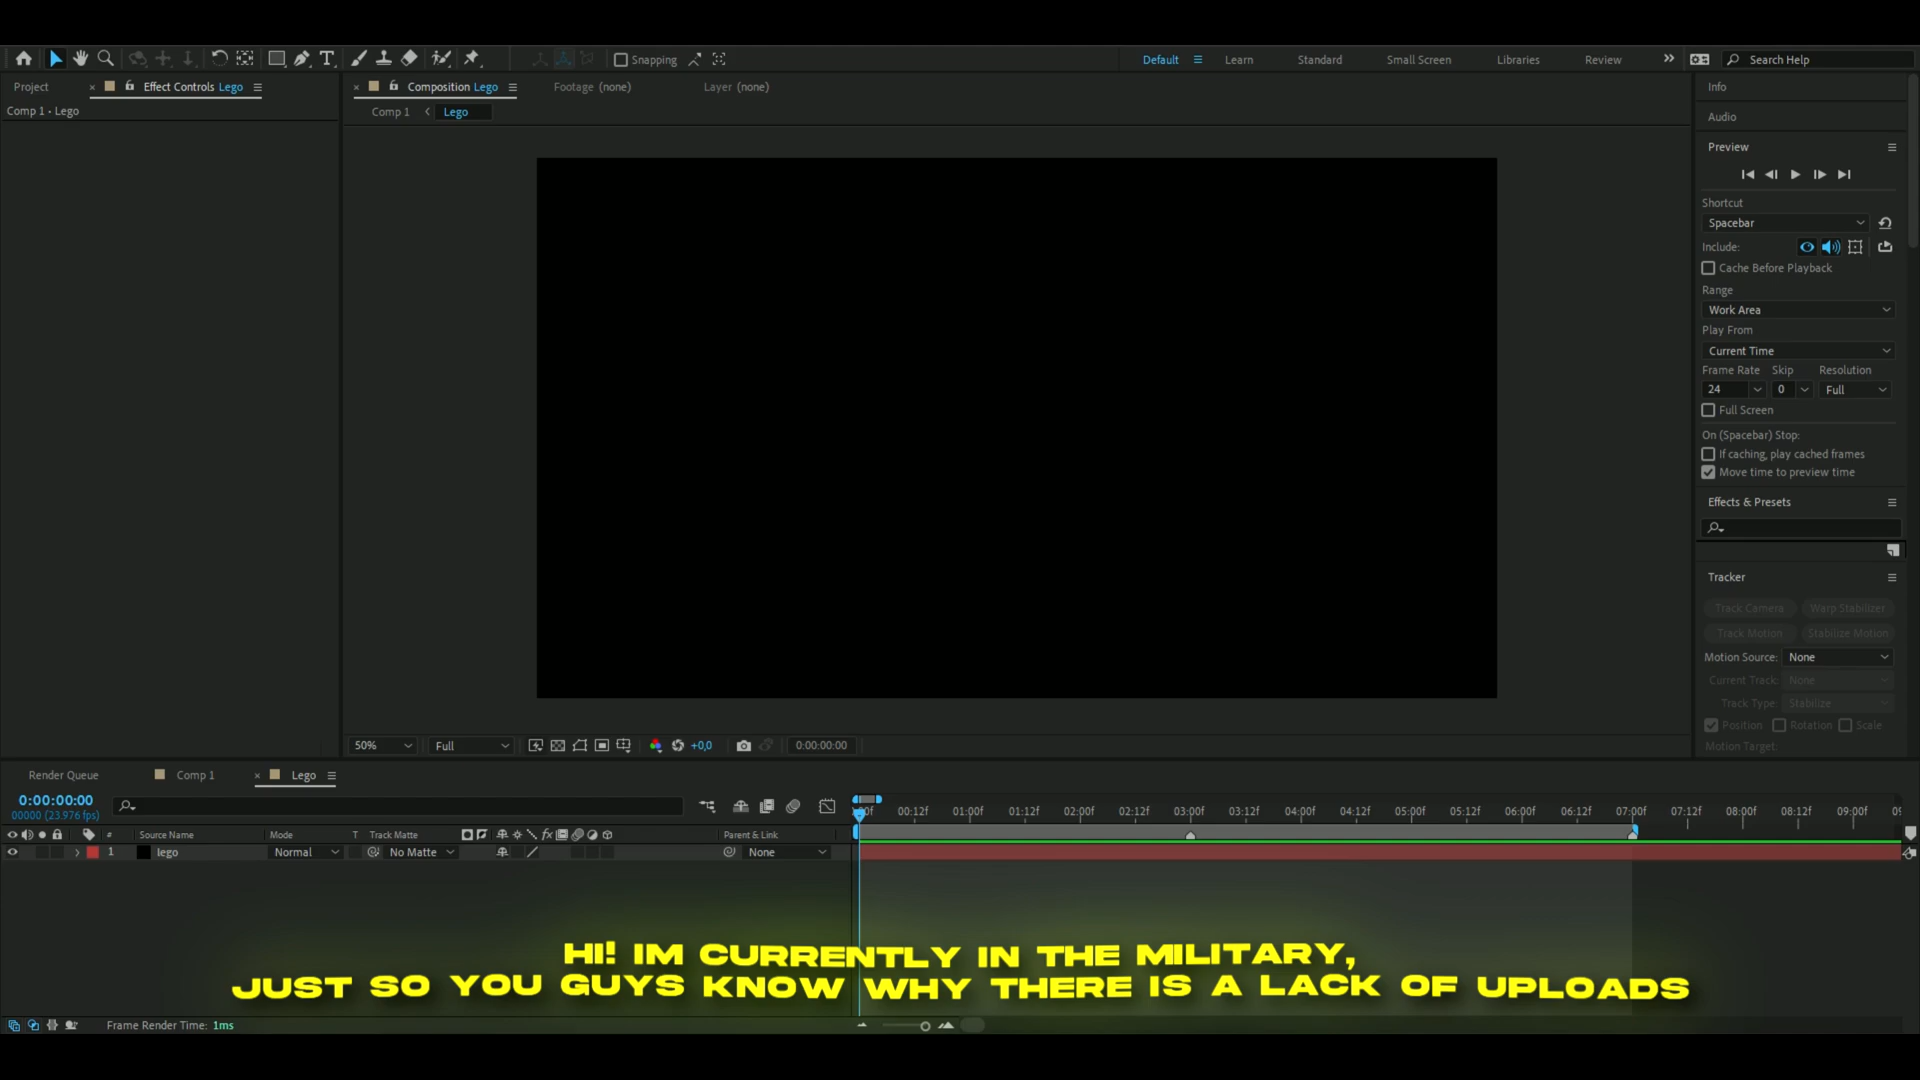 Snapping
Default
Learn
Standard
Small Screen
Libraries
Review
Search Help
Project
Effect Controls Lego
Composition Lego
Footage (none)
Layer (none)
Info
Comp 1 • Lego
Comp 1
Lego
Audio
Preview
Shortcut
Spacebar
Include:
Cache Before Playback
Range
Work Area
Play From
Current Time
Frame Rate Skip Resolution
24 0 Full
Full Screen
On (Spacebar) Stop:
If caching, play cached frames
Move time to preview time
Effects & Presets
Tracker
Track Camera Warp Stabilizer
Track Motion Stabilize Motion
Motion Source: None
Current Track: None
Track Type: Stabilize
Position Rotation Scale
Motion Target:
50% Full +0,0 0:00:00:00
Render Queue Comp 1 Lego
0:00:00:00
00000 (23.976 fps)
00:12f 01:00f 01:12f 02:00f 02:12f 03:00f 03:12f 04:00f 04:12f 05:00f 05:12f 06:00f 06:12f 07:00f 07:12f 08:00f 08:12f 09:00f
# Source Name Mode T Track Matte fx Parent & Link
1 lego Normal No Matte None
HI! IM CURRENTLY IN THE MILITARY,
JUST SO YOU GUYS KNOW WHY THERE IS A LACK OF UPLOADS
Frame Render Time: 1ms